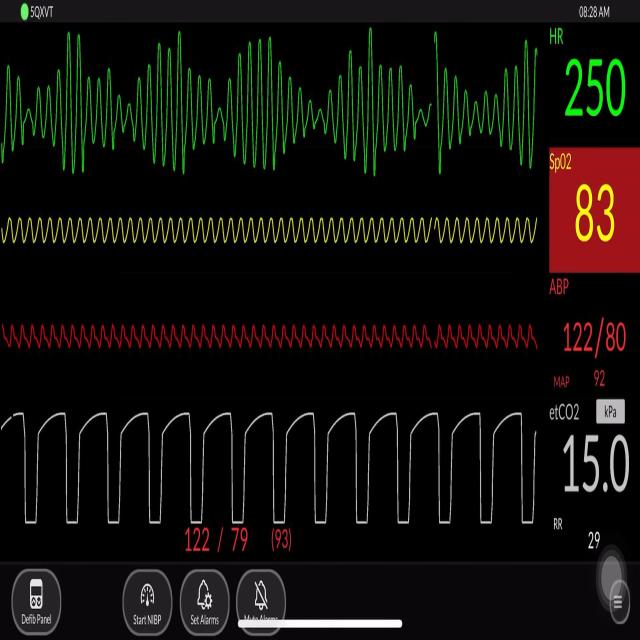 5QXVT
08:28 AM
HR
250
SpO2
83
ABP
122/80
MAP 92
etCO2 kPa
15.0
RR
29
122 / 79 (93)
Defib Panel
Start NIBP
Set Alarms
Mute Alarms